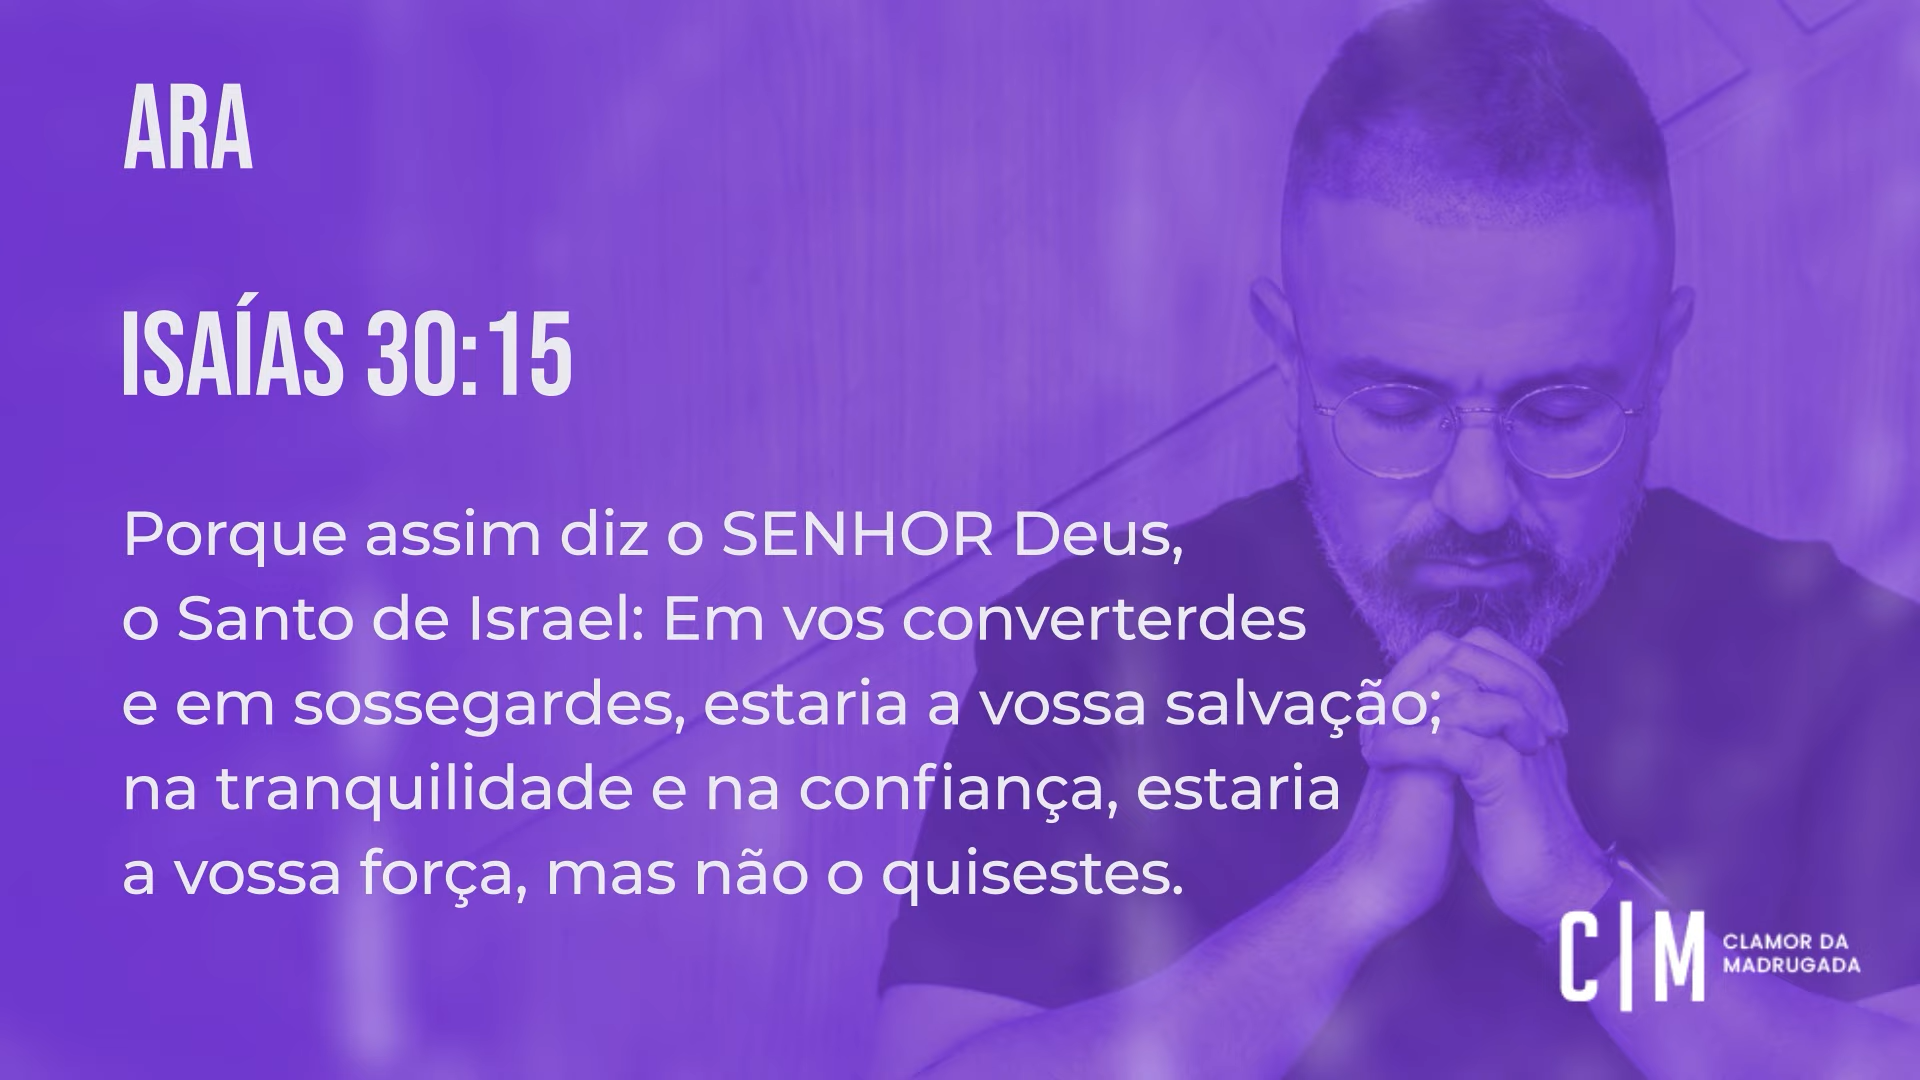 ARA
ISAÍAS 30:15
Porque assim diz o SENHOR Deus,
o Santo de Israel: Em vos converterdes
e em sossegardes, estaria a vossa salvação;
na tranquilidade e na confiança, estaria
a vossa força, mas não o quisestes.
C|M
CLAMOR DA
MADRUGADA